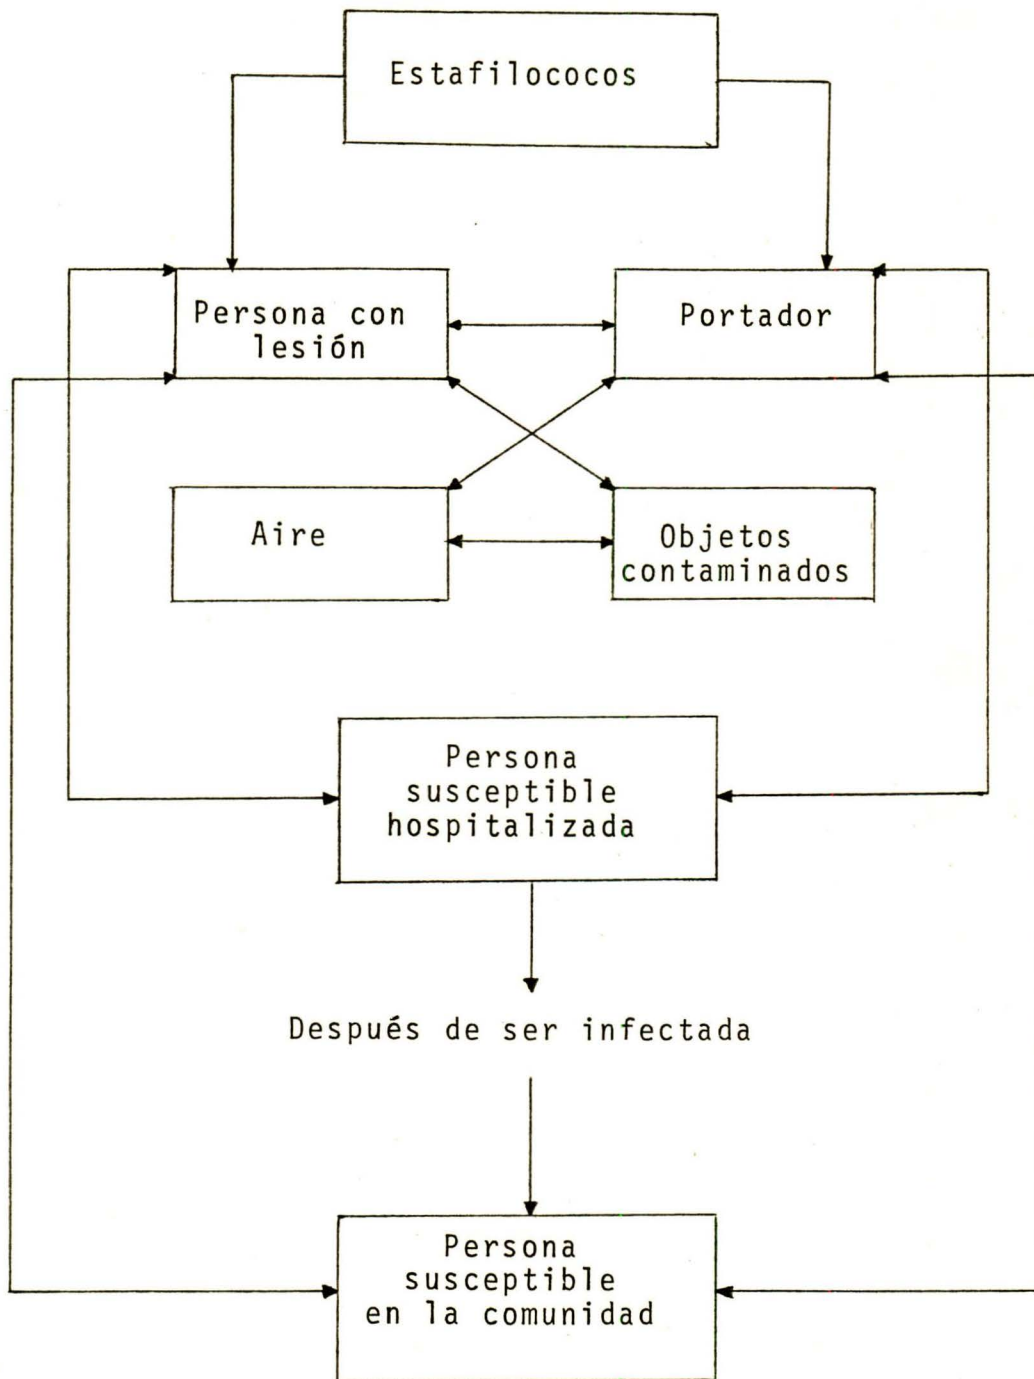 Estafilococos
Persona con
lesión
Portador
Aire
Objetos
contaminados
Persona
susceptible
hospitalizada
Después de ser infectada
Persona
susceptible
en la comunidad